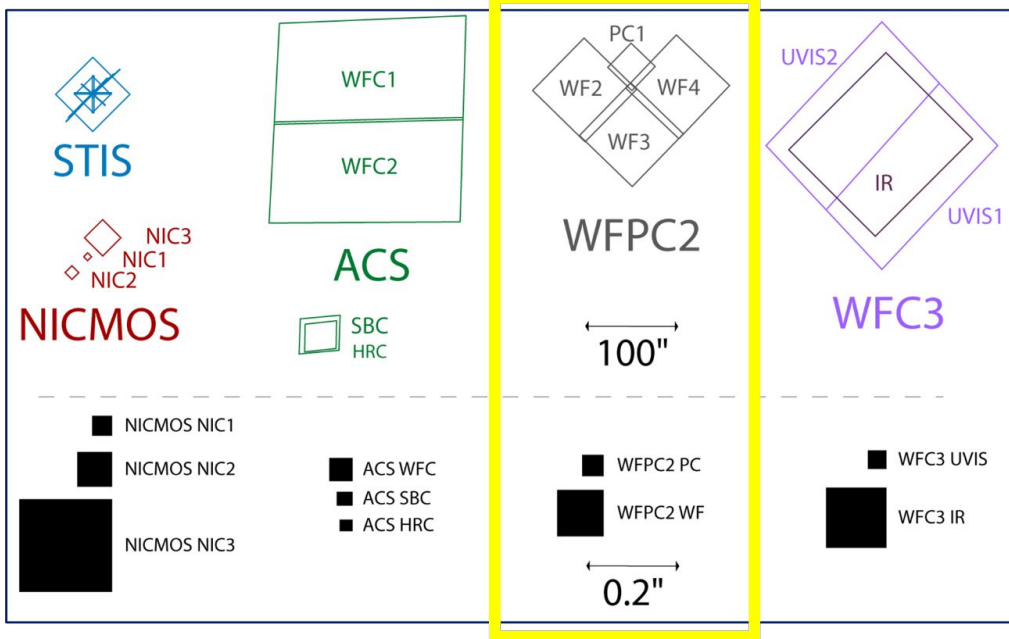 STIS
NIC3
NIC1
NIC2
NICMOS
WFC1
WFC2
ACS
SBC
HRC
PC1
WF2
WF4
WF3
WFPC2
100"
UVIS2
IR
UVIS1
WFC3
NICMOS NIC1
NICMOS NIC2
NICMOS NIC3
ACS WFC
ACS SBC
ACS HRC
WFPC2 PC
WFPC2 WF
0.2"
WFC3 UVIS
WFC3 IR